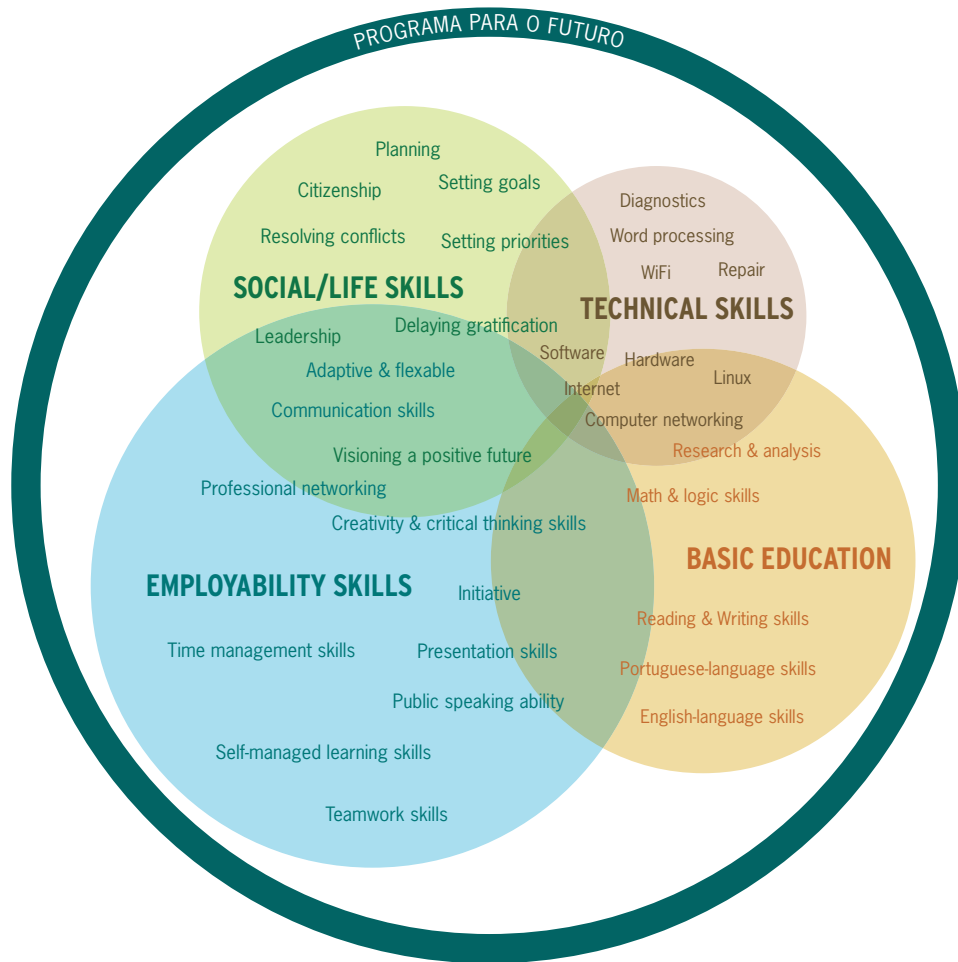 PROGRAMA PARA O FUTURO
Planning
Citizenship
Setting goals
Resolving conflicts
Setting priorities
SOCIAL/LIFE SKILLS
Leadership
Delaying gratification
Adaptive & flexable
Communication skills
Visioning a positive future
Diagnostics
Word processing
WiFi
Repair
TECHNICAL SKILLS
Software
Hardware
Internet
Linux
Computer networking
Research & analysis
Math & logic skills
BASIC EDUCATION
Reading & Writing skills
Portuguese-language skills
English-language skills
Professional networking
Creativity & critical thinking skills
EMPLOYABILITY SKILLS
Initiative
Time management skills
Presentation skills
Public speaking ability
Self-managed learning skills
Teamwork skills